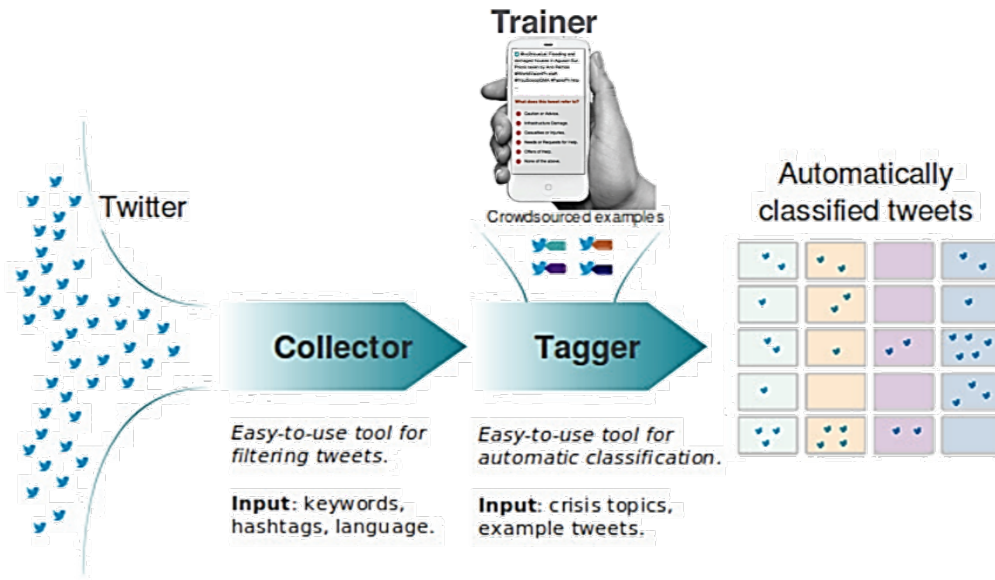 Trainer
What does this tweet refer to?
Caution or Advice.
Infrastructure Damage.
Casualties or Injuries.
Needs or Requests for Help.
Offers of Help.
None of the above.
Crowdsourced examples
Twitter
Automatically
classified tweets
Collector
Tagger
Easy-to-use tool for
filtering tweets.
Input: keywords,
hashtags, language.
Easy-to-use tool for
automatic classification.
Input: crisis topics,
example tweets.